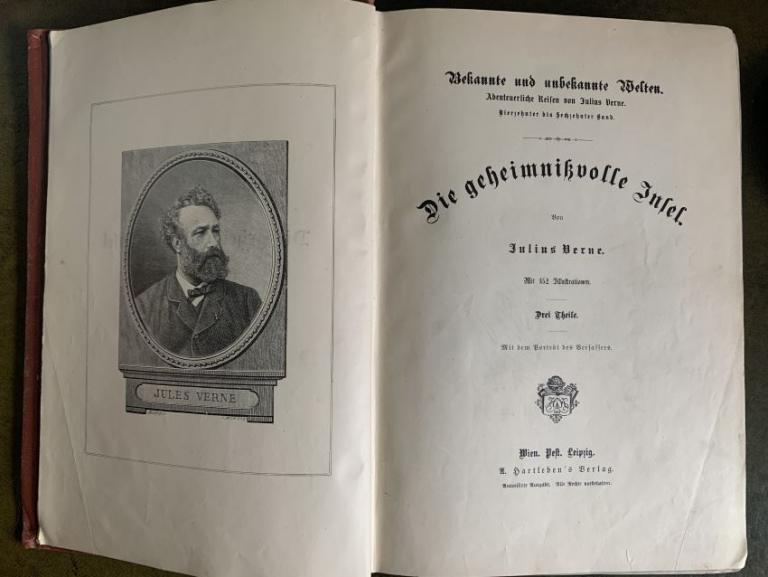 JULES VERNE
Bekannte und unbekannte Welten.
Abenteuerliche Reisen von Julius Verne.
Vierzehnter bis Sechzehnter Band.
Die geheimnißvolle Insel.
Von
Julius Verne.
Mit 152 Illustrationen.
Drei Theile.
Mit dem Porträt des Verfassers.
Wien. Pest. Leipzig.
A. Hartleben's Verlag.
Autorisirte Ausgabe. Alle Rechte vorbehalten.